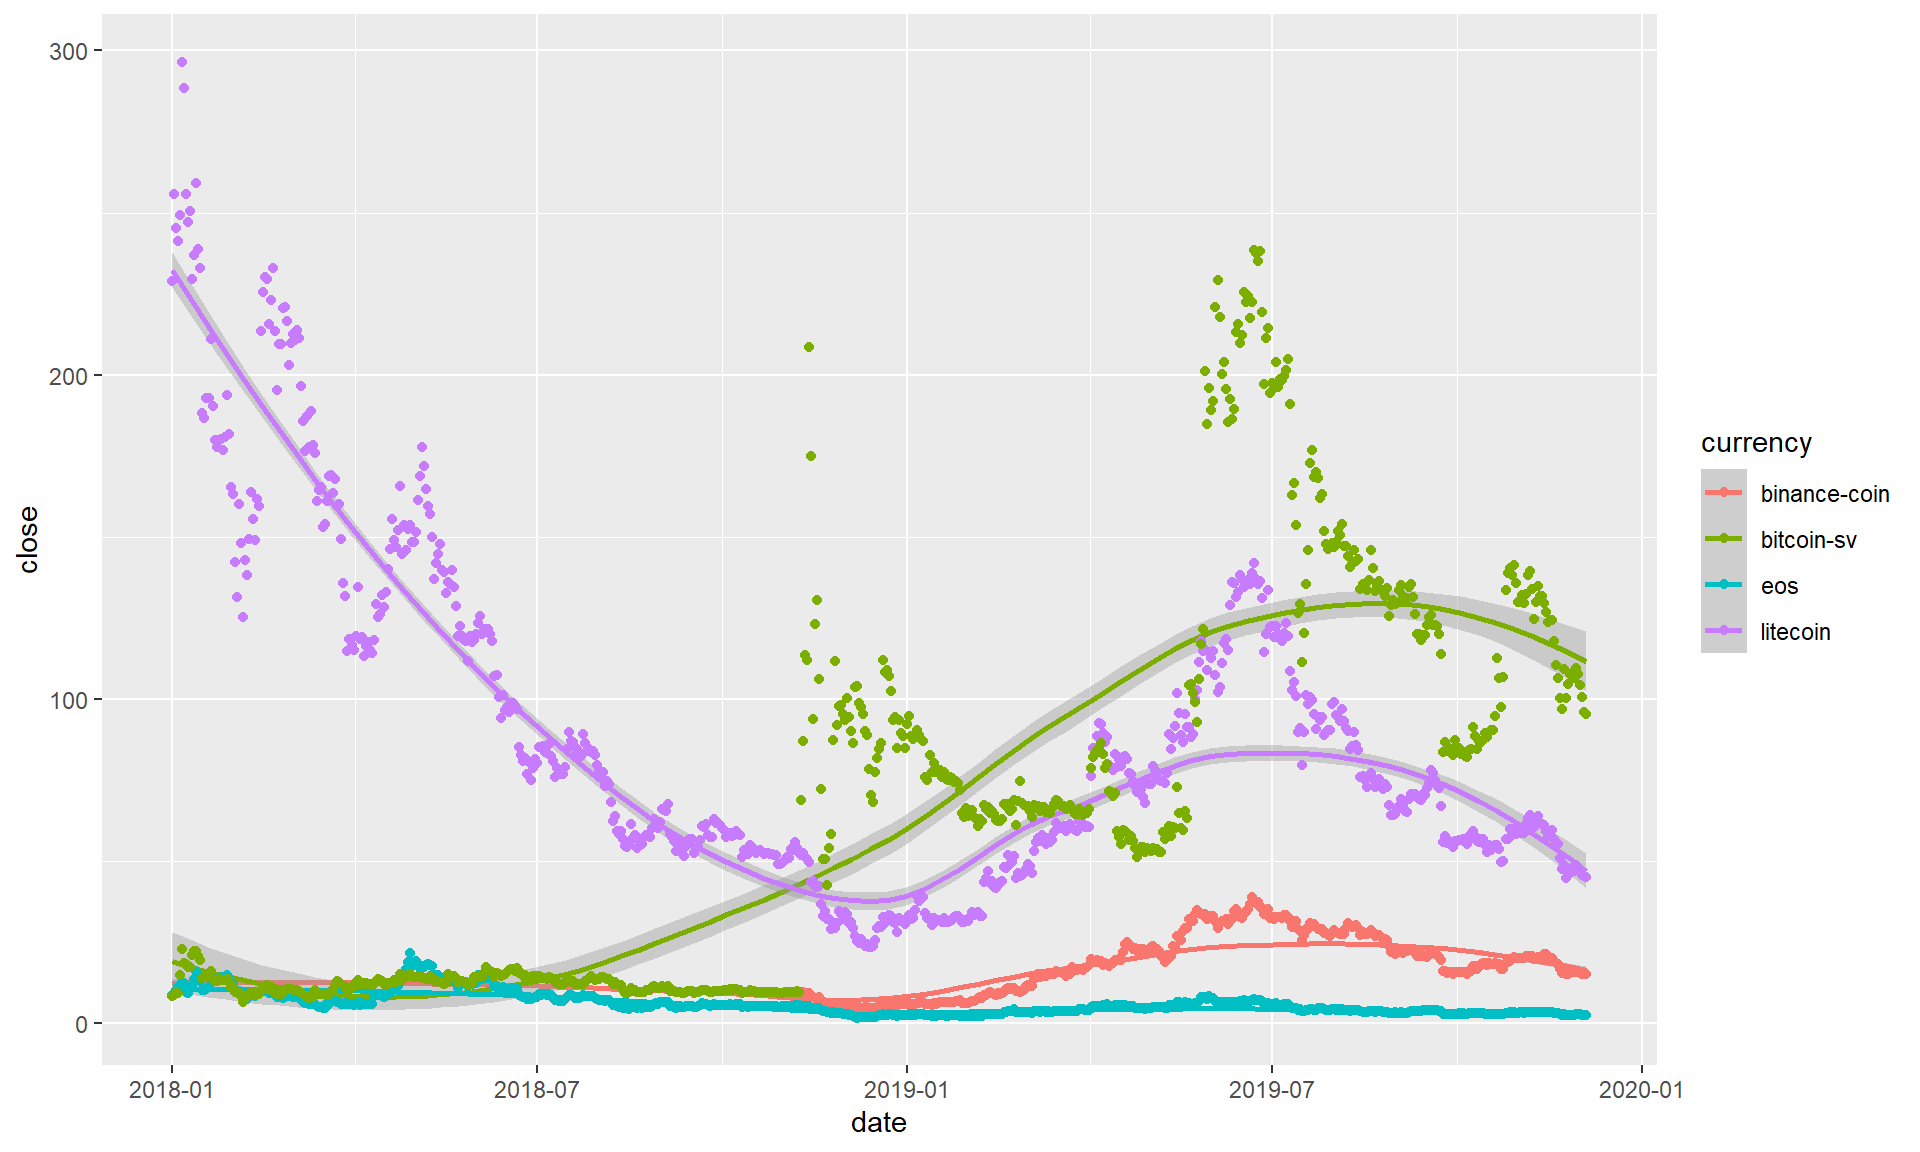 300
200
100
0
close
2018-01
2018-07
2019-01
2019-07
2020-01
date
currency
binance-coin
bitcoin-sv
eos
litecoin